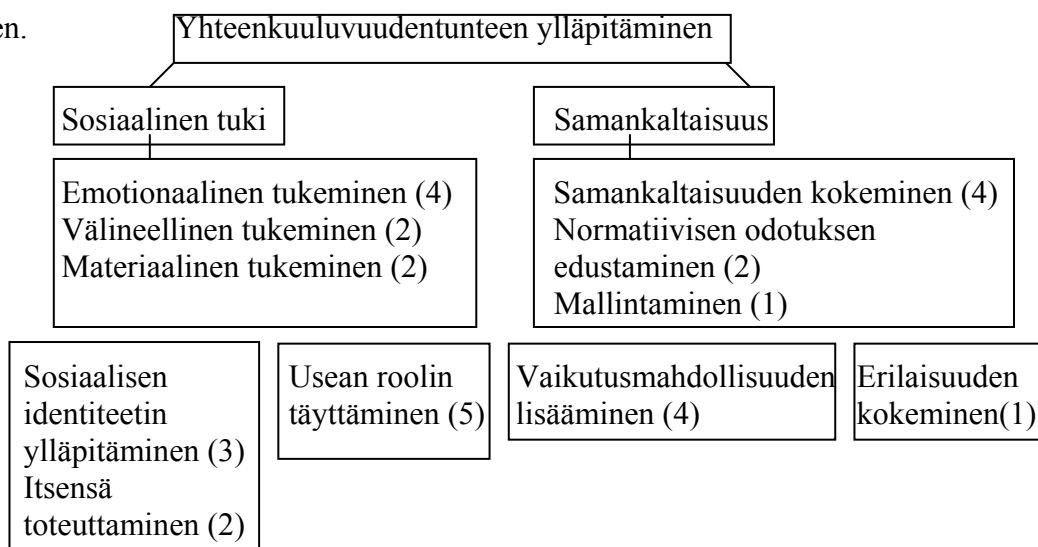 en.
Yhteenkuuluvuudentunteen ylläpitäminen
Sosiaalinen tuki
Samankaltaisuus
Emotionaalinen tukeminen (4)
Välineellinen tukeminen (2)
Materiaalinen tukeminen (2)
Samankaltaisuuden kokeminen (4)
Normatiivisen odotuksen
edustaminen (2)
Mallintaminen (1)
Sosiaalisen
identiteetin
ylläpitäminen (3)
Itsensä
toteuttaminen (2)
Usean roolin
täyttäminen (5)
Vaikutusmahdollisuuden
lisääminen (4)
Erilaisuuden
kokeminen(1)